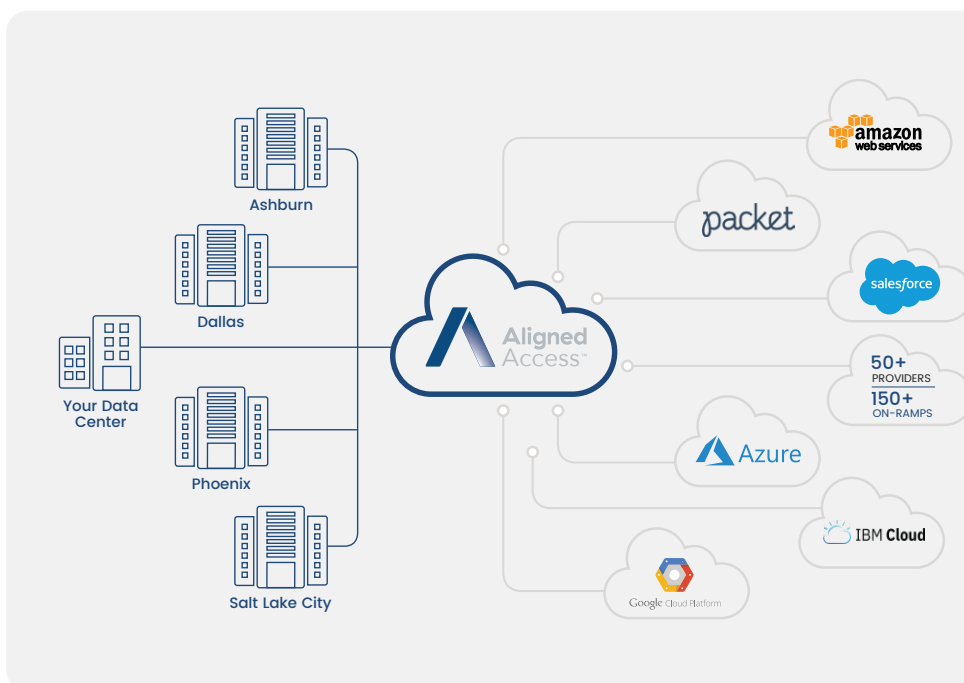 Ashburn
Dallas
Your Data
Center
Phoenix
Salt Lake City
Aligned
Access™
amazon
web services
packet
salesforce
50+
PROVIDERS
150+
ON-RAMPS
Azure
IBM Cloud
Google Cloud Platform